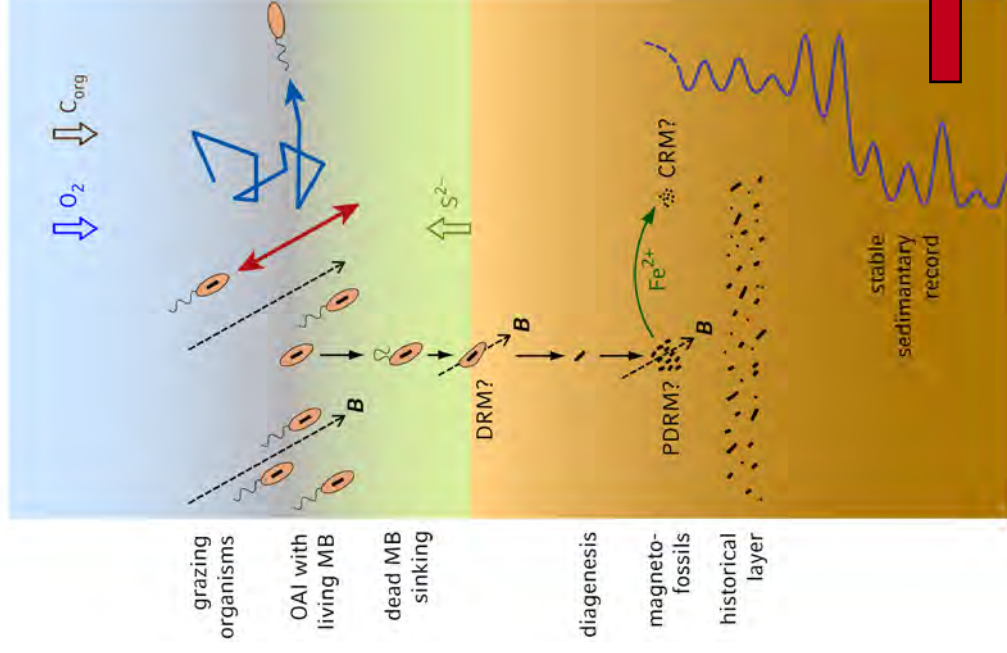 O₂
C_org
grazing
organisms
OAI with
living MB
B
dead MB
sinking
S²⁻
DRM?
B
diagenesis
Fe²⁺
magneto-
fossils
PDRM?
B
CRM?
historical
layer
stable
sedimantary
record